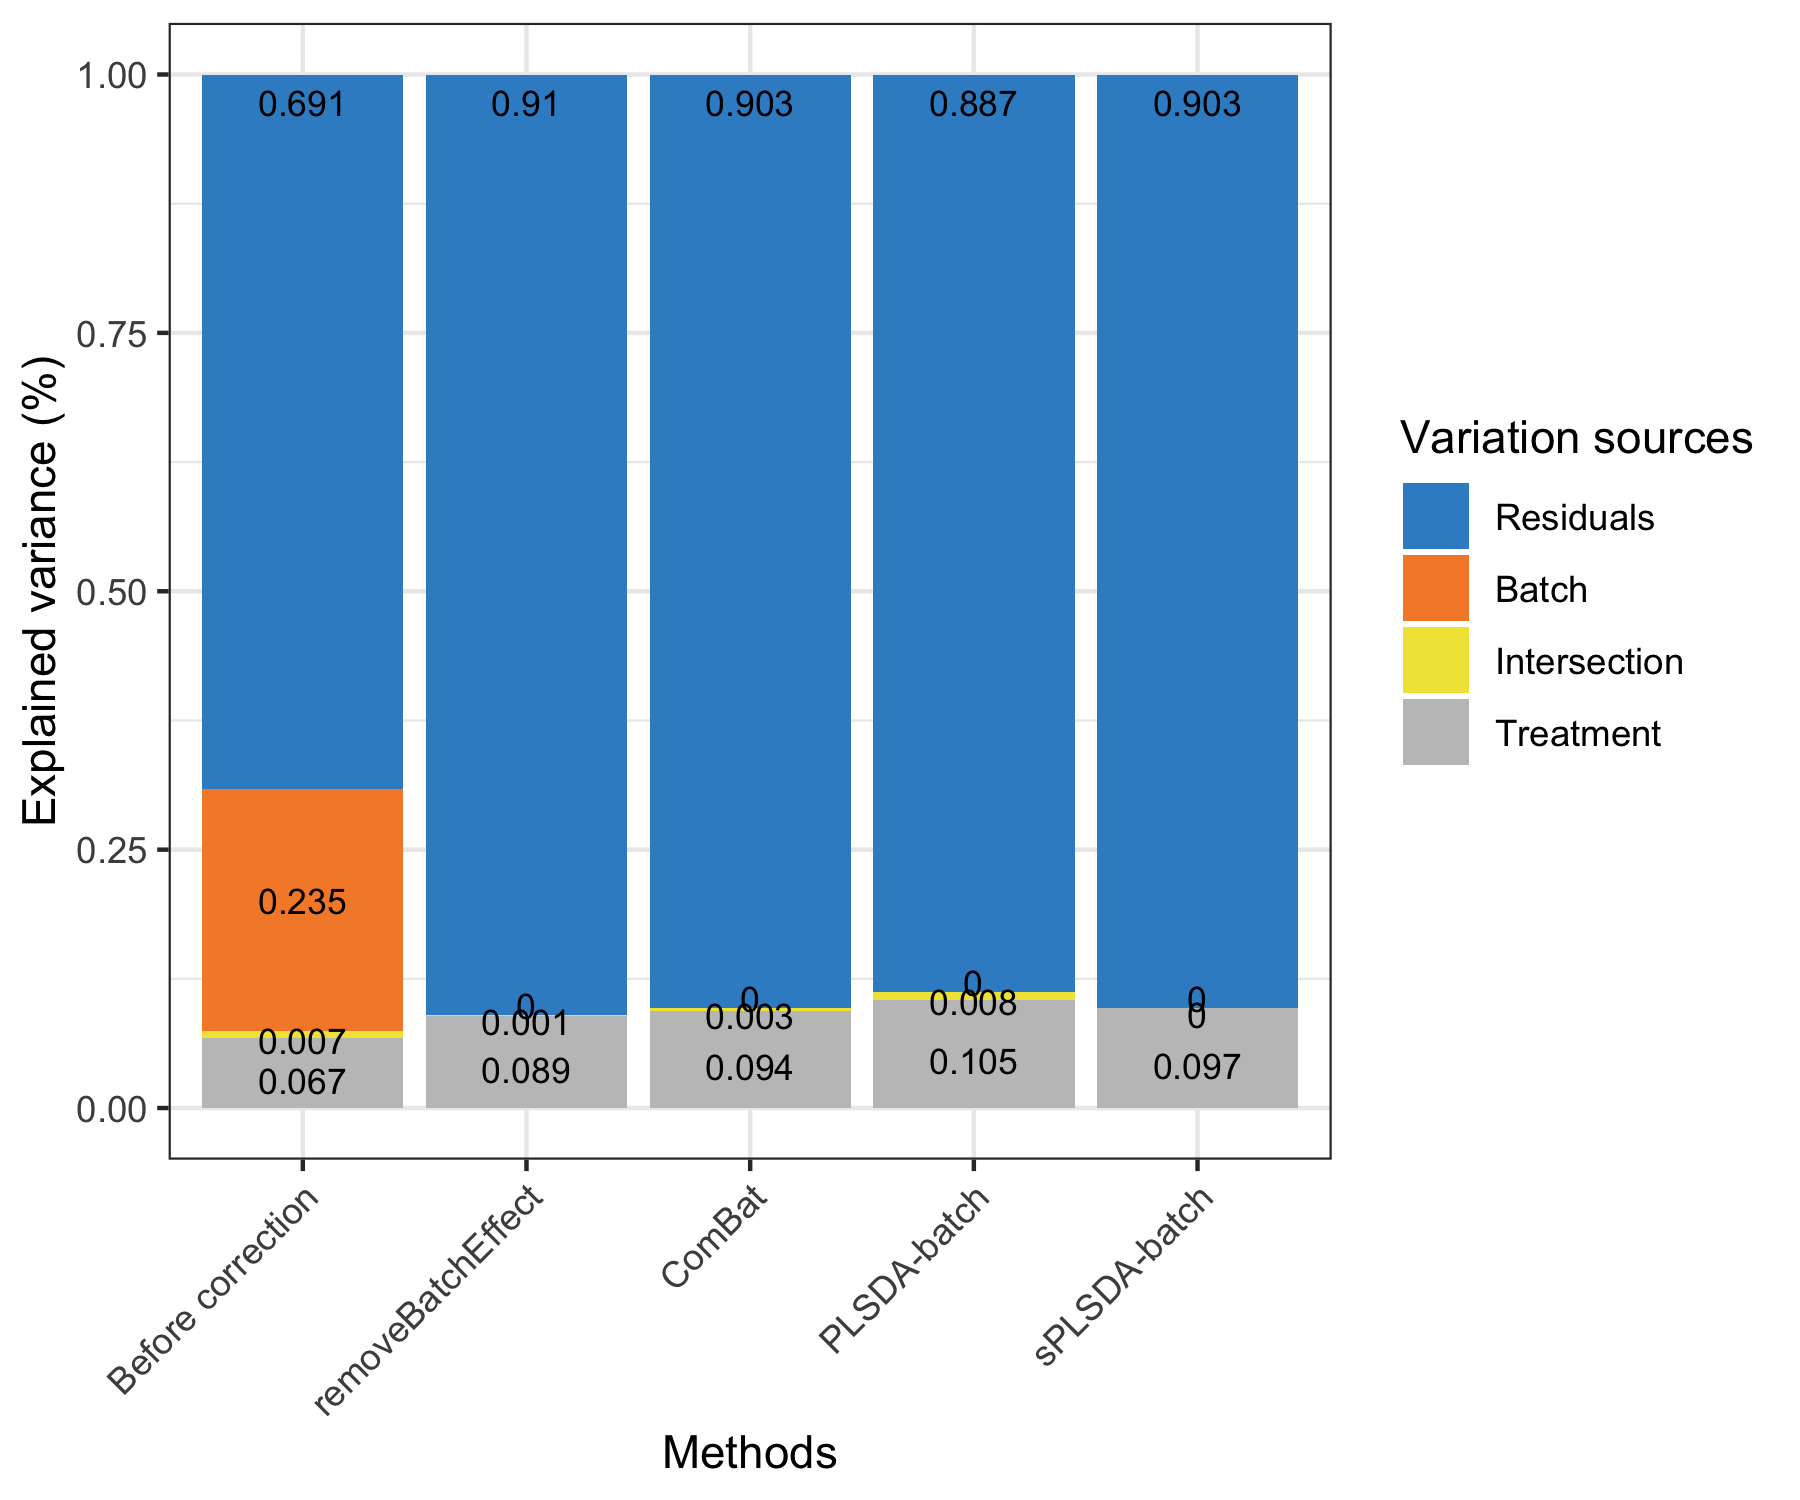 1.00
0.75
0.50
0.25
0.00
Explained variance (%)
0.691
0.91
0.903
0.887
0.903
0.235
0
0
0
0
0.007
0.001
0.003
0.008
0
0.067
0.089
0.094
0.105
0.097
Before correction
removeBatchEffect
ComBat
PLSDA-batch
sPLSDA-batch
Methods
Variation sources
Residuals
Batch
Intersection
Treatment